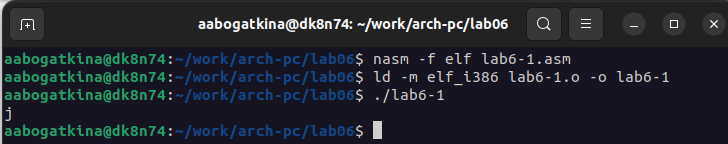 aabogatkina@dk8n74: ~/work/arch-pc/lab06
aabogatkina@dk8n74:~/work/arch-pc/lab06$ nasm -f elf lab6-1.asm
aabogatkina@dk8n74:~/work/arch-pc/lab06$ ld -m elf_i386 lab6-1.o -o lab6-1
aabogatkina@dk8n74:~/work/arch-pc/lab06$ ./lab6-1
j
aabogatkina@dk8n74:~/work/arch-pc/lab06$